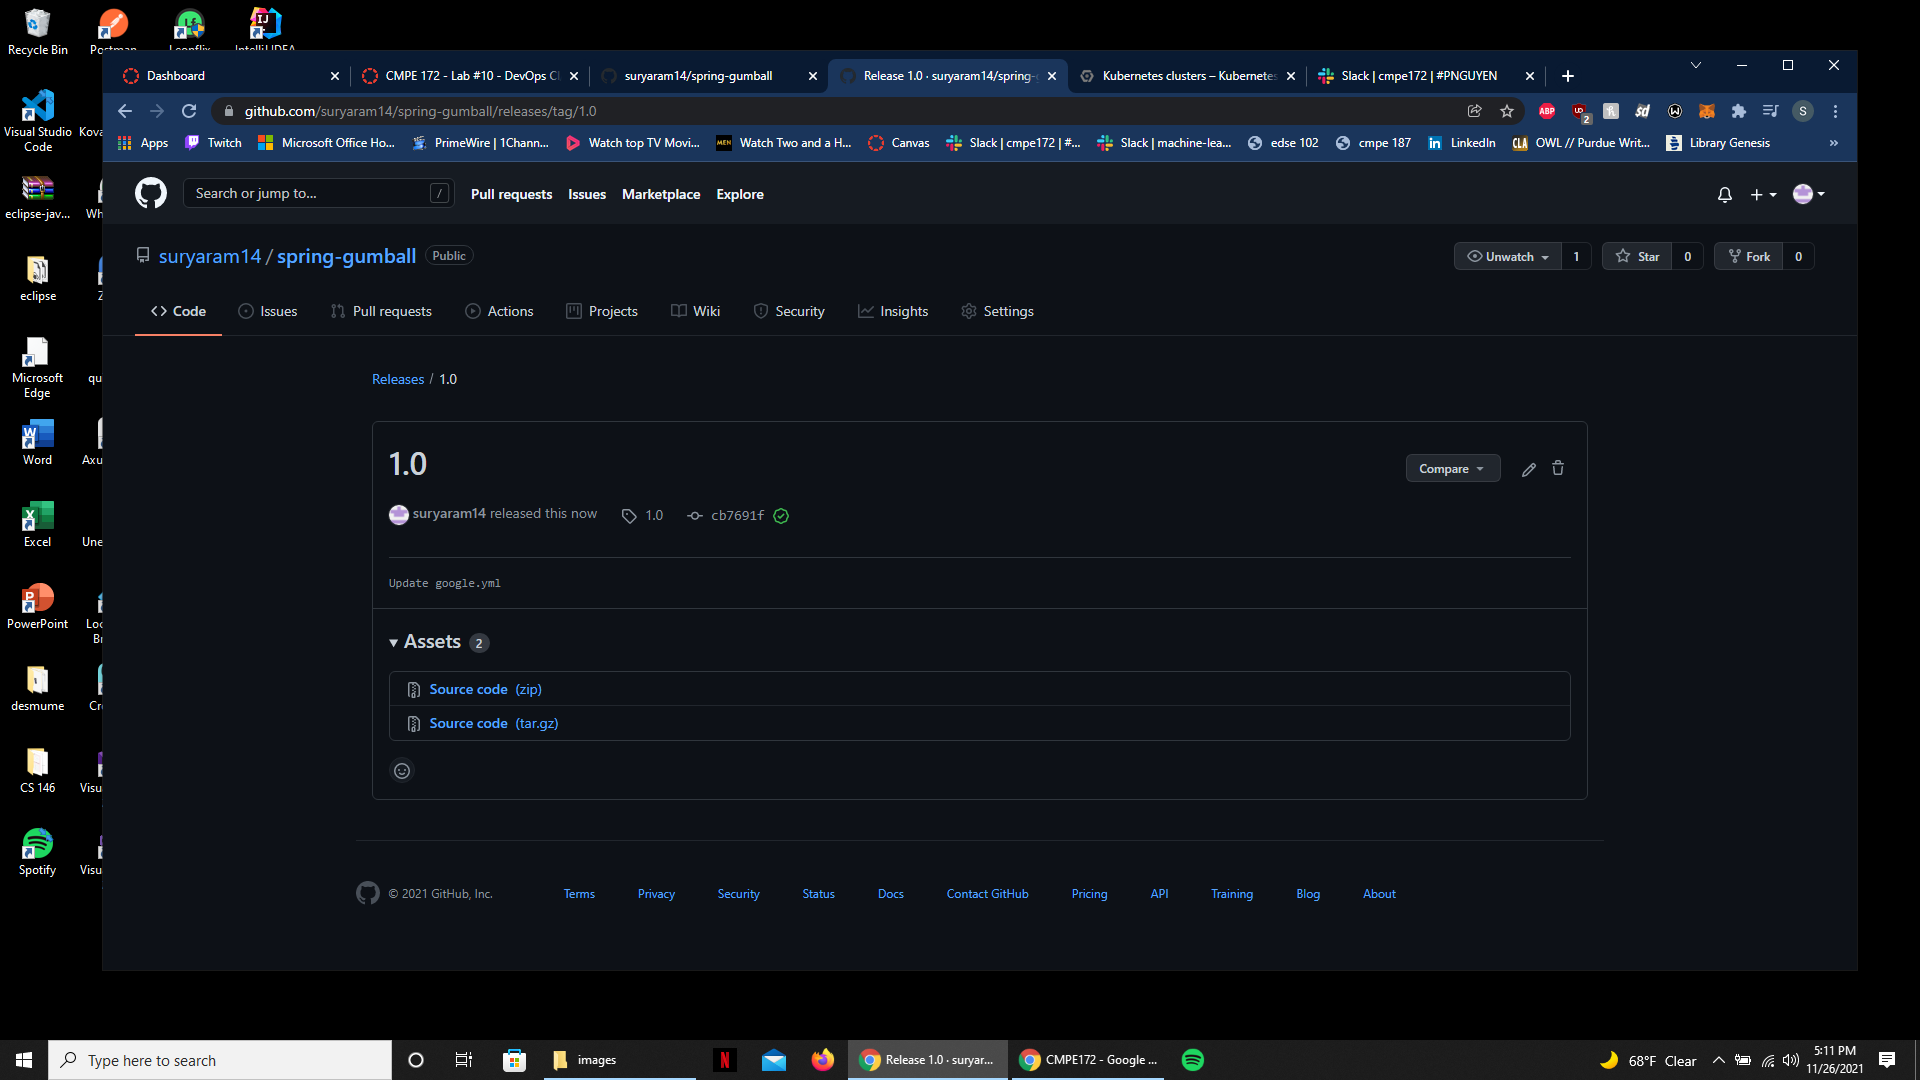 Recycle Bin
Postman
Leonflix
IntelliJ IDEA
Dashboard
CMPE 172 - Lab #10 - DevOps
suryaram14/spring-gumball
Release 1.0 · suryaram14/spring-
Kubernetes clusters – Kubernetes
Slack | cmpe172 | #PNGUYEN
github.com/suryaram14/spring-gumball/releases/tag/1.0
ABP
2
S
Apps
Twitch
Microsoft Office Ho...
PrimeWire | 1Chann...
Watch top TV Movi...
MEN
Watch Two and a H...
Canvas
Slack | cmpe172 | #...
Slack | machine-lea...
edse 102
cmpe 187
LinkedIn
OWL // Purdue Writ...
Library Genesis
»
Visual Studio
Code
Kova
eclipse-jav...
Wh
eclipse
Z
Microsoft
Edge
qu
Word
Axu
Excel
Une
PowerPoint
Loc
Br
desmume
Cr
CS 146
Visu
Spotify
Visu
Search or jump to...
/
Pull requests
Issues
Marketplace
Explore
suryaram14 / spring-gumball
Public
Unwatch
1
Star
0
Fork
0
Code
Issues
Pull requests
Actions
Projects
Wiki
Security
Insights
Settings
Releases / 1.0
1.0
Compare
suryaram14 released this now
1.0
cb7691f
Update google.yml
Assets 2
Source code (zip)
Source code (tar.gz)
© 2021 GitHub, Inc.
Terms
Privacy
Security
Status
Docs
Contact GitHub
Pricing
API
Training
Blog
About
Type here to search
images
Release 1.0 · suryar...
CMPE172 - Google ...
68°F Clear
5:11 PM
11/26/2021